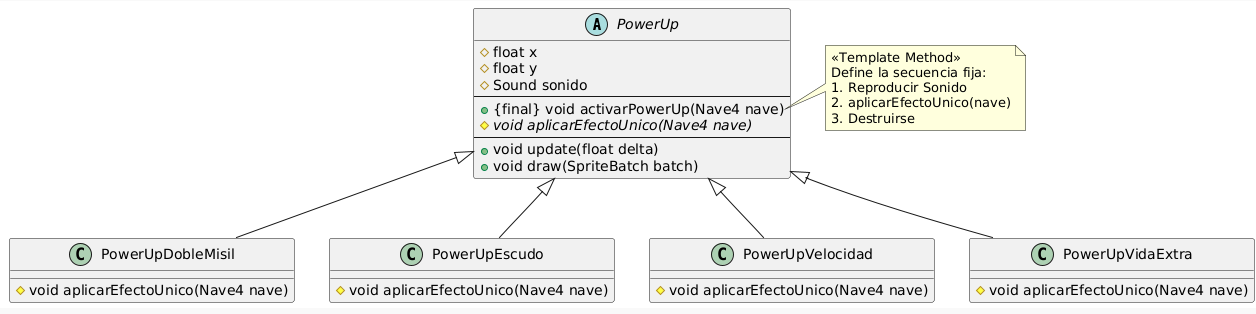 A PowerUp
float x
float y
Sound sonido
{final} void activarPowerUp(Nave4 nave)
void aplicarEfectoUnico(Nave4 nave)
void update(float delta)
void draw(SpriteBatch batch)
«Template Method»
Define la secuencia fija:
1. Reproducir Sonido
2. aplicarEfectoUnico(nave)
3. Destruirse
C PowerUpDobleMisil
void aplicarEfectoUnico(Nave4 nave)
C PowerUpEscudo
void aplicarEfectoUnico(Nave4 nave)
C PowerUpVelocidad
void aplicarEfectoUnico(Nave4 nave)
C PowerUpVidaExtra
void aplicarEfectoUnico(Nave4 nave)